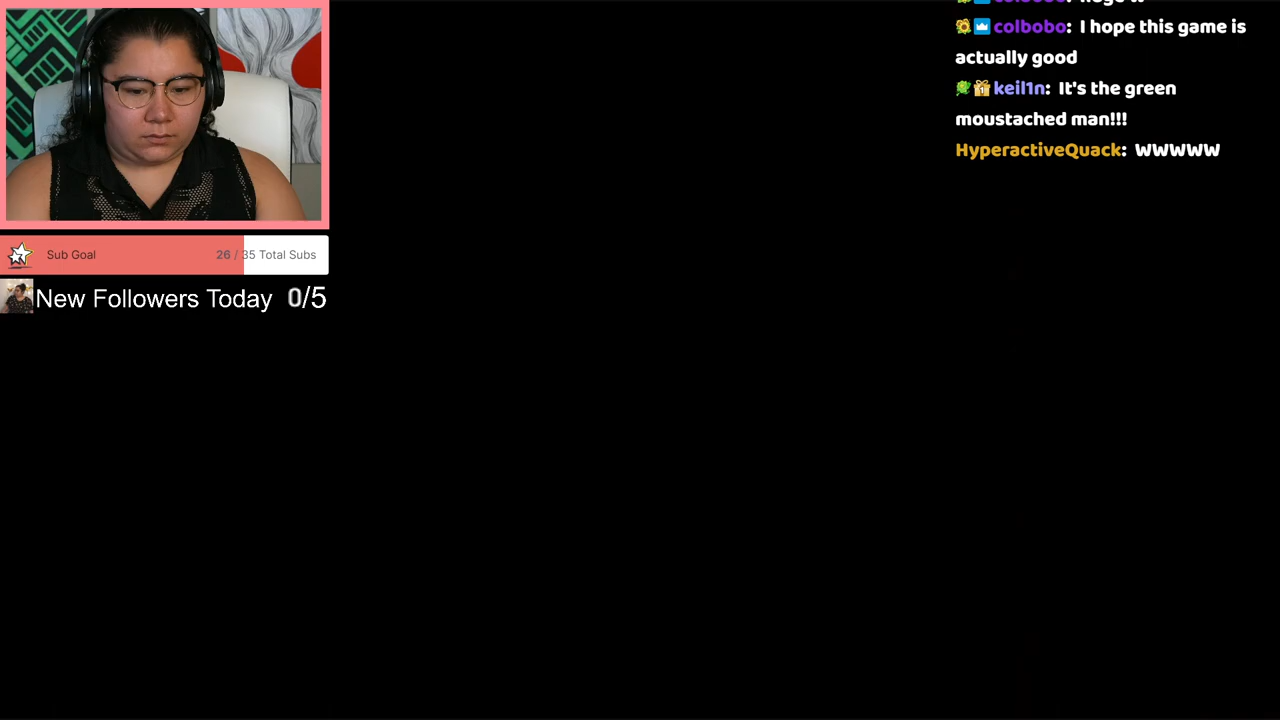 Sub Goal 26 / 35 Total Subs
New Followers Today 0/5
colbobo:
colbobo: I hope this game is
actually good
keil1n: It's the green
moustached man!!!
HyperactiveQuack: WWWWW